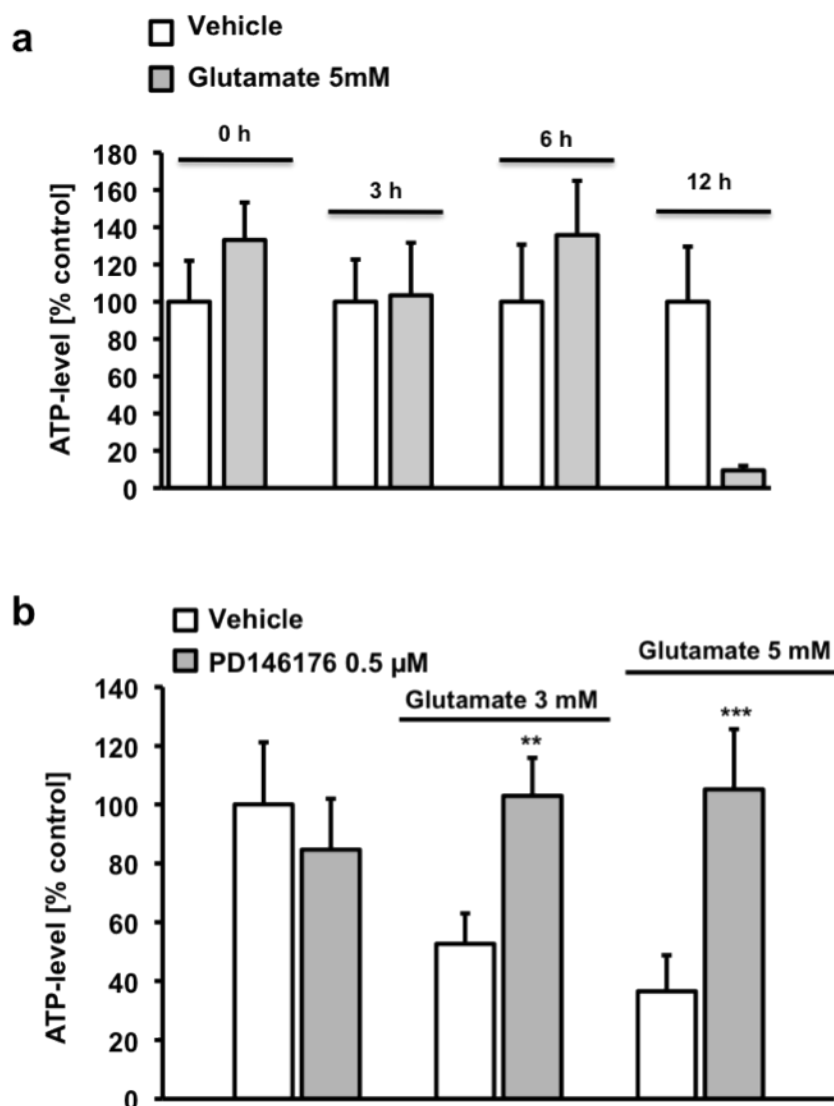 a
Vehicle
Glutamate 5mM
0 h
3 h
6 h
12 h
ATP-level [% control]
180
160
140
120
100
80
60
40
20
0
b
Vehicle
PD146176 0.5 µM
Glutamate 3 mM
Glutamate 5 mM
**
***
ATP-level [% control]
140
120
100
80
60
40
20
0